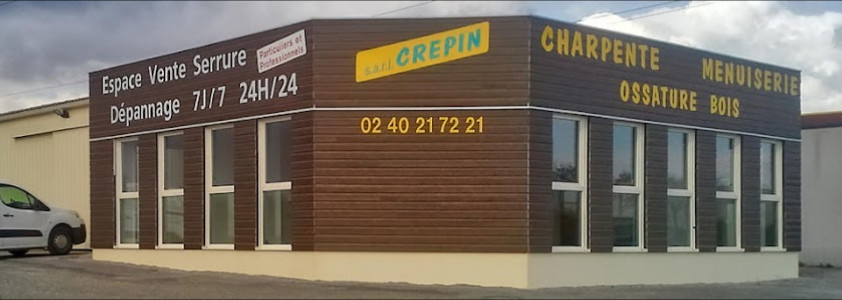 Espace Vente Serrure
Particuliers et
Professionnels
Dépannage 7J/7 24H/24
s.a.r.l CREPIN
02 40 21 72 21
CHARPENTE MENUISERIE
OSSATURE BOIS